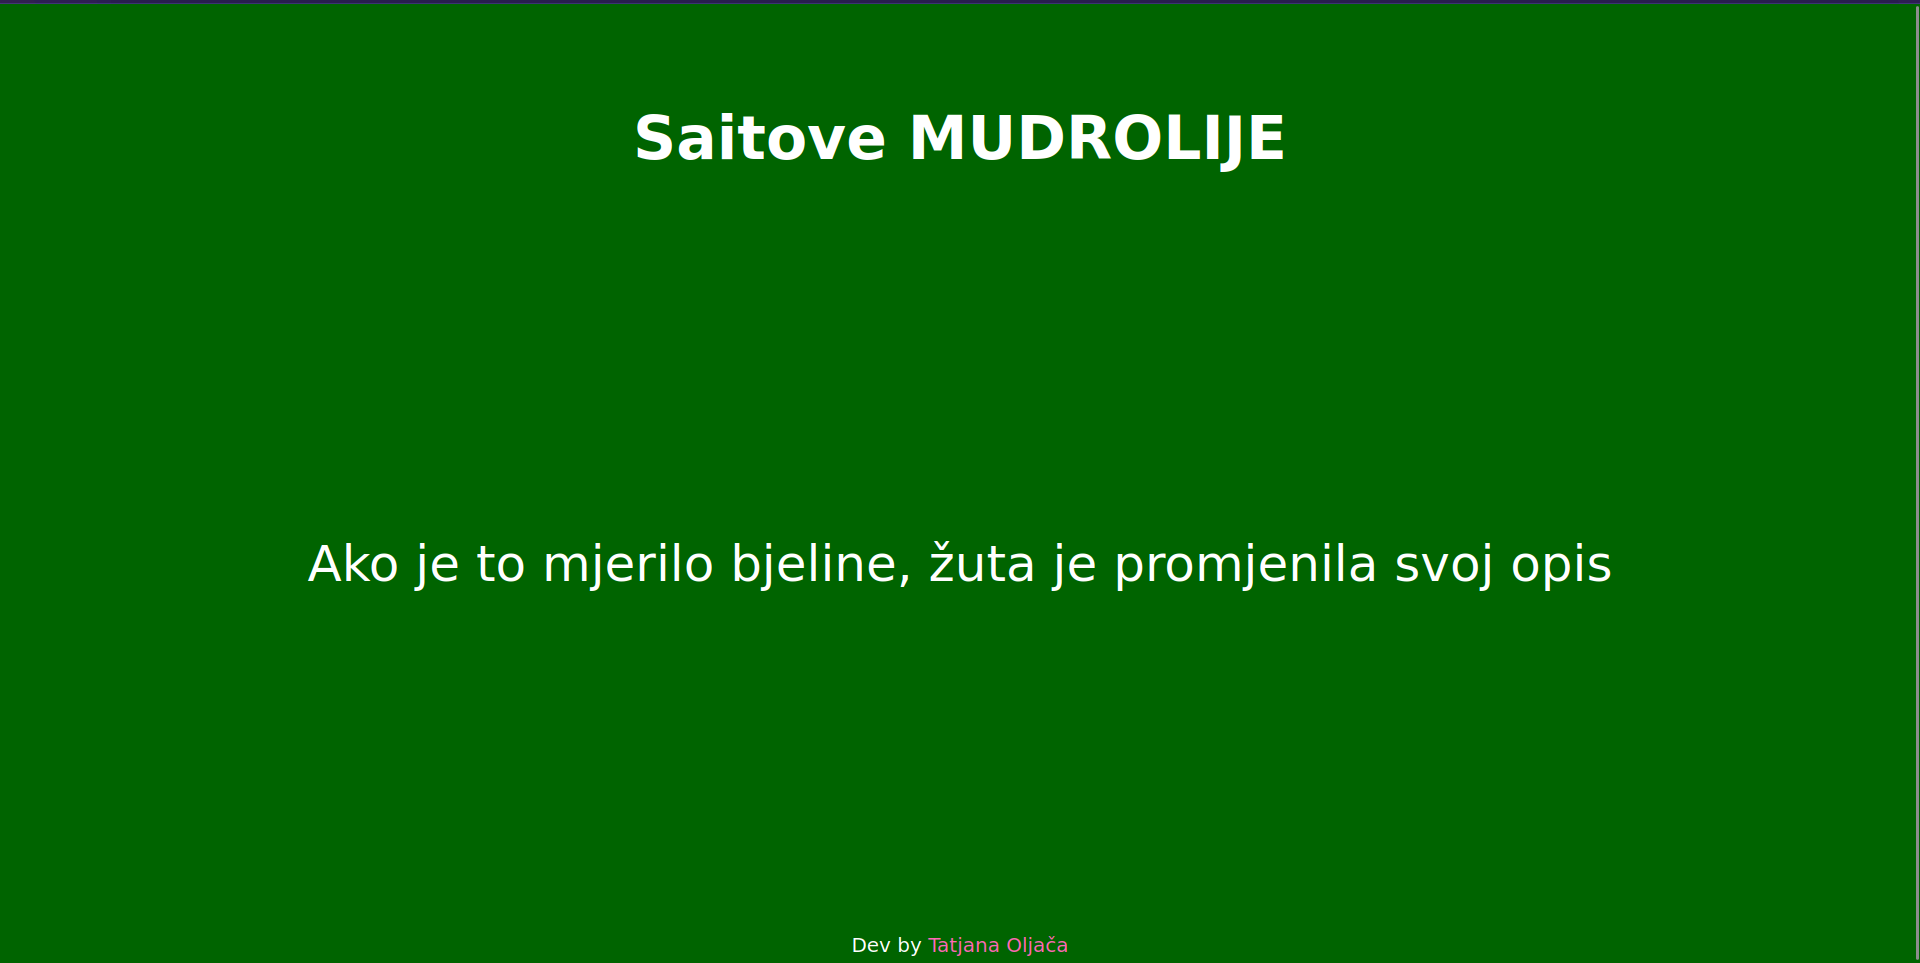 Saitove MUDROLIJE
Ako je to mjerilo bjeline, žuta je promjenila svoj opis
Dev by Tatjana Oljača